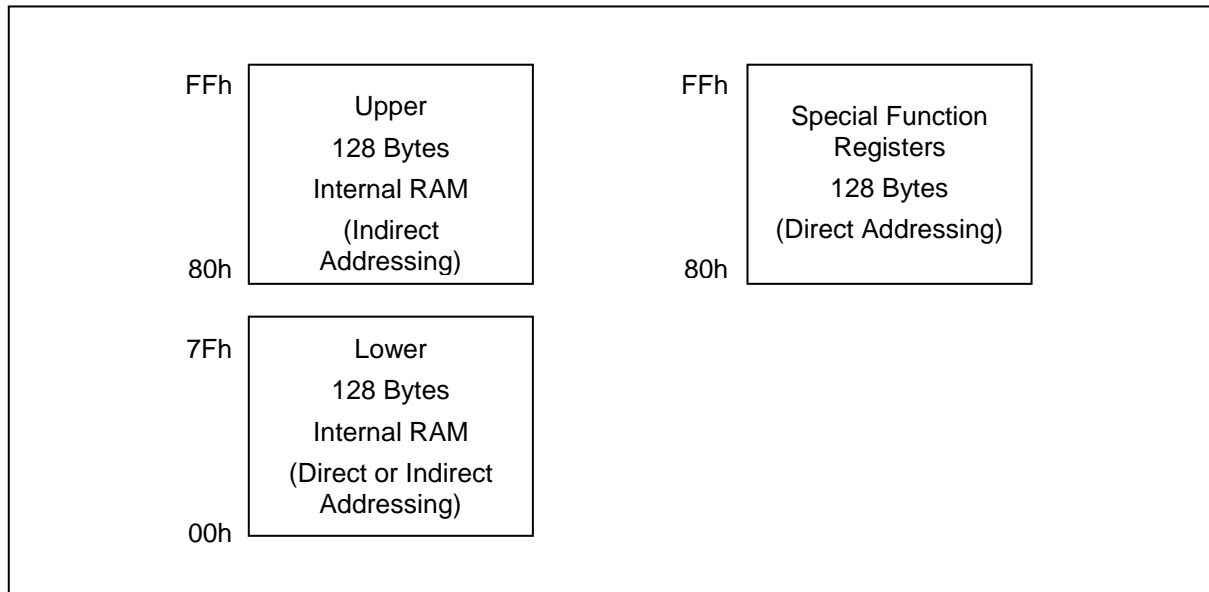 FFh
Upper
128 Bytes
Internal RAM
(Indirect
Addressing)
80h
FFh
Special Function
Registers
128 Bytes
(Direct Addressing)
80h
7Fh
Lower
128 Bytes
Internal RAM
(Direct or Indirect
Addressing)
00h